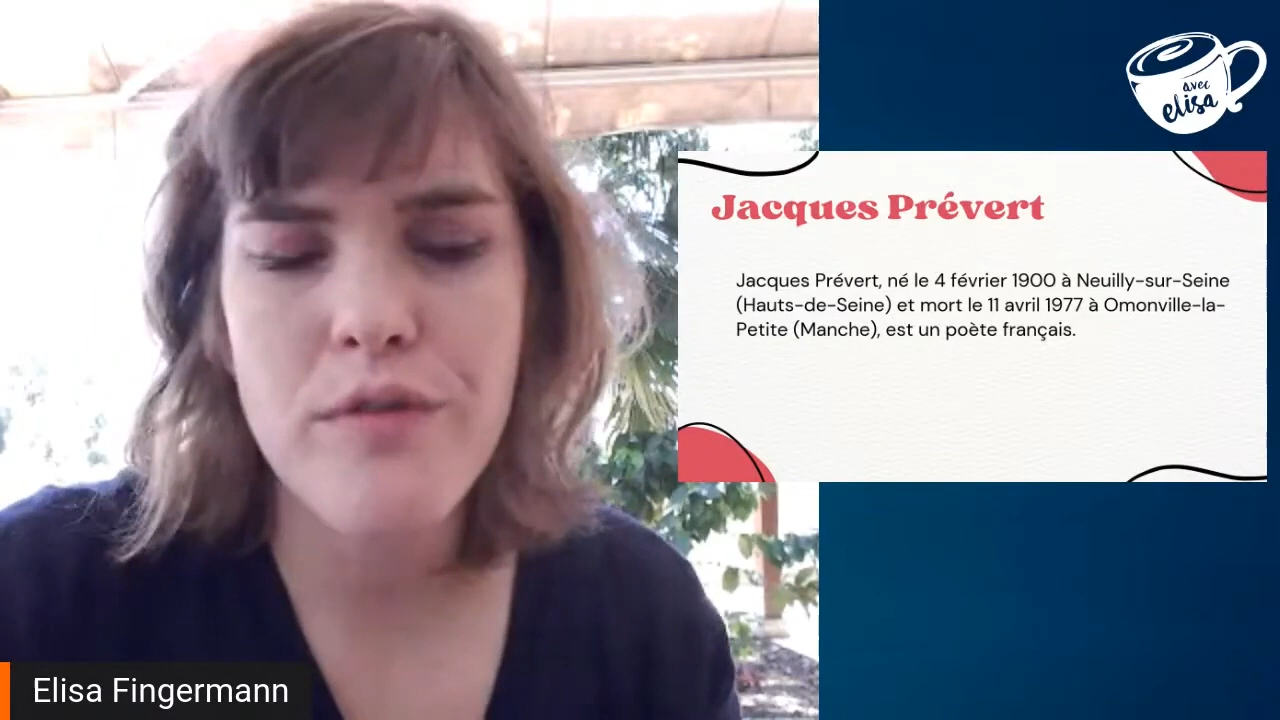 avec
elisa
Jacques Prévert
Jacques Prévert, né le 4 février 1900 à Neuilly-sur-Seine
(Hauts-de-Seine) et mort le 11 avril 1977 à Omonville-la-
Petite (Manche), est un poète français.
Elisa Fingermann